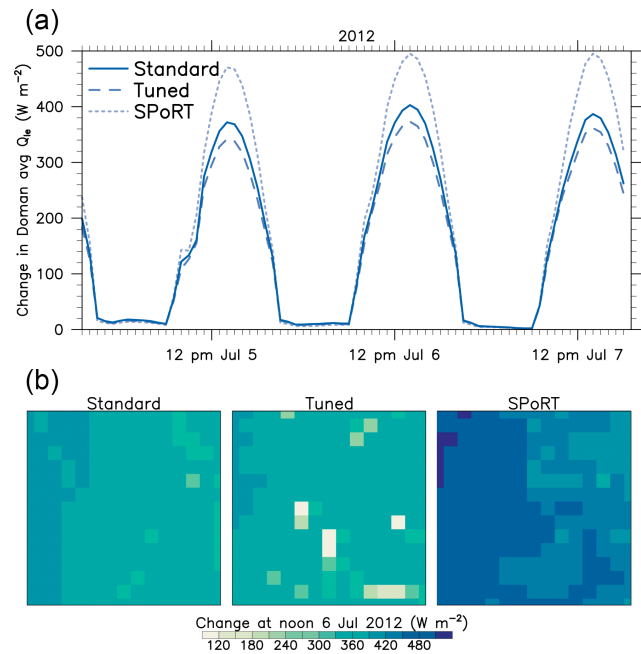 (a)
2012
Change in Doman avg Qle (W m−2)
500
400
300
200
100
0
Standard
Tuned
SPoRT
12 pm Jul 5
12 pm Jul 6
12 pm Jul 7
(b)
Standard
Tuned
SPoRT
Change at noon 6 Jul 2012 (W m−2)
120 180 240 300 360 420 480